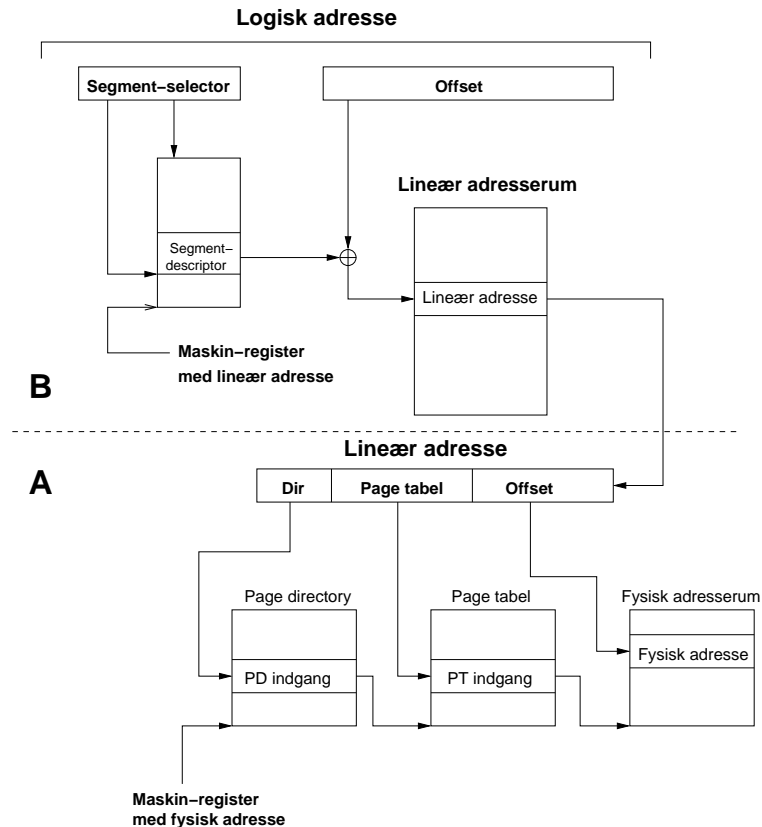 Logisk adresse
Segment−selector
Offset
Lineær adresserum
Segment−
descriptor
Lineær adresse
Maskin−register
med lineær adresse
B
Lineær adresse
A
Dir
Page tabel
Offset
Page directory
Page tabel
Fysisk adresserum
Fysisk adresse
PD indgang
PT indgang
Maskin−register
med fysisk adresse